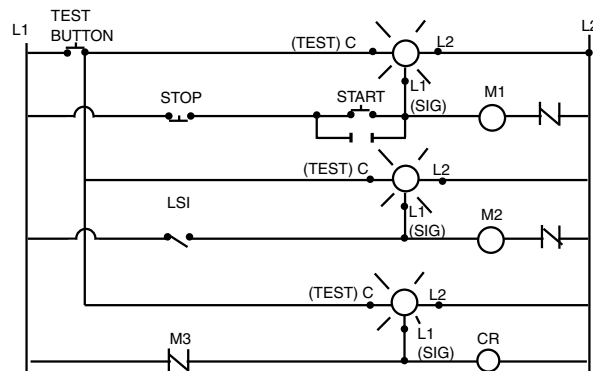 TEST
BUTTON
L1
L2
(TEST) C
L2
L1
(SIG)
STOP
START
M1
(TEST) C
L2
LSI
L1
(SIG)
M2
(TEST) C
L2
M3
L1
(SIG)
CR